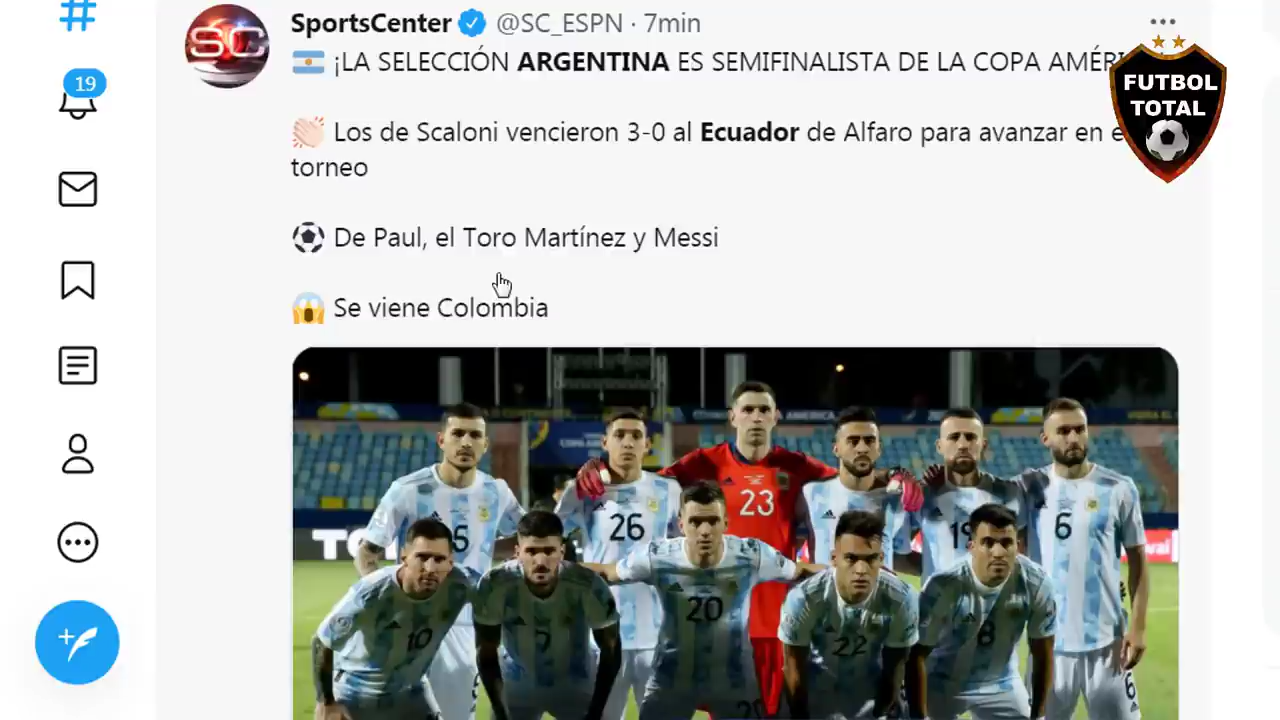 SportsCenter @SC_ESPN · 7min
¡LA SELECCIÓN ARGENTINA ES SEMIFINALISTA DE LA COPA
Los de Scaloni vencieron 3-0 al Ecuador de Alfaro para avanzar en
torneo
De Paul, el Toro Martínez y Messi
Se viene Colombia
19
SC
FUTBOL
TOTAL
23
26
5
19
6
20
10
7
22
8
6